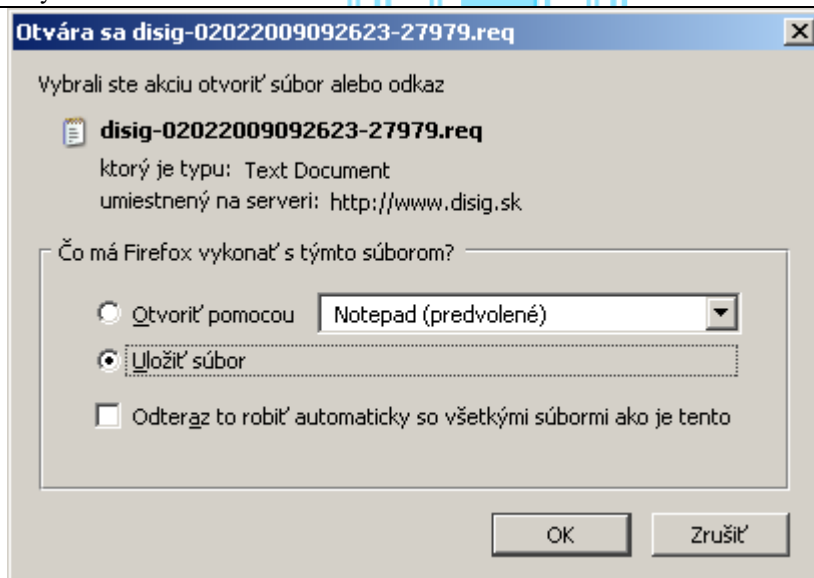 Otvára sa disig-02022009092623-27979.req
Vybrali ste akciu otvoriť súbor alebo odkaz
disig-02022009092623-27979.req
ktorý je typu: Text Document
umiestnený na serveri: http://www.disig.sk
Čo má Firefox vykonať s týmto súborom?
Otvoriť pomocou Notepad (predvolené)
Uložiť súbor
Odteraz to robiť automaticky so všetkými súbormi ako je tento
OK Zrušiť